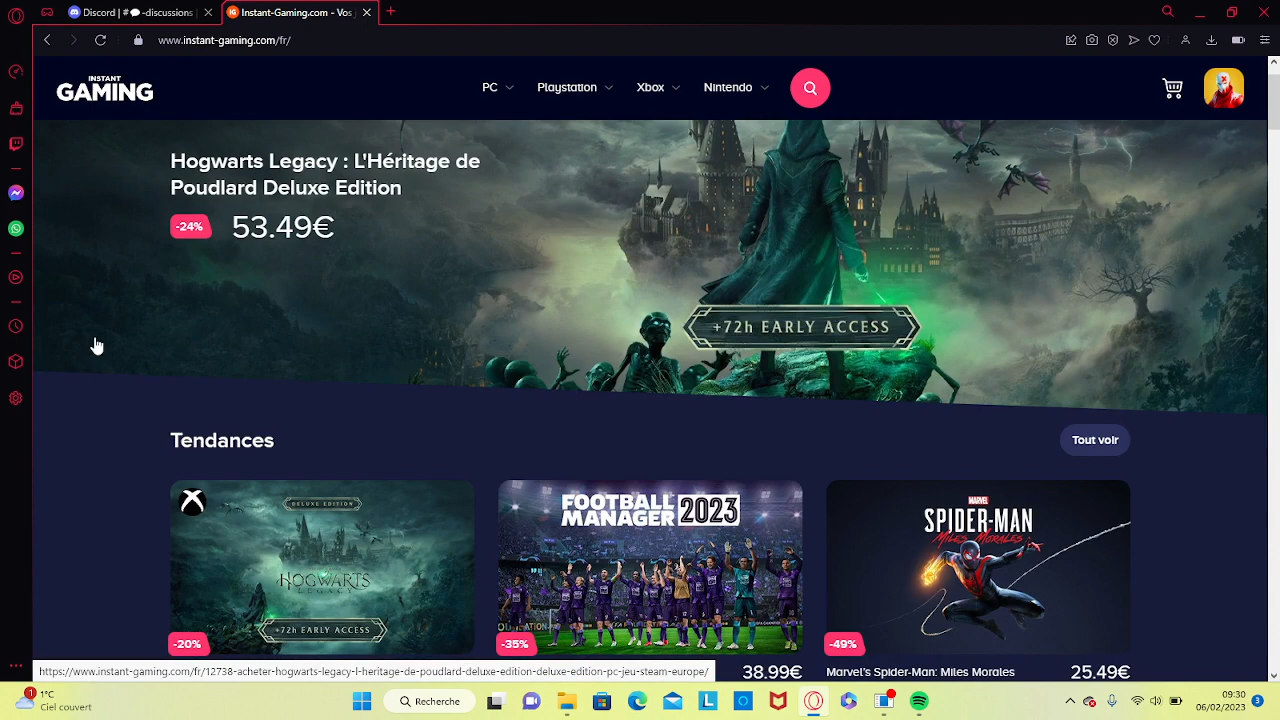 Discord | #💬-discussions
Instant-Gaming.com - Vos
www.instant-gaming.com/fr/
INSTANT
GAMING
PC
Playstation
Xbox
Nintendo
Hogwarts Legacy : L'Héritage de
Poudlard Deluxe Edition
-24%
53.49€
+72h EARLY ACCESS
Tendances
Tout voir
DELUXE EDITION
HOGWARTS
LEGACY
+72h EARLY ACCESS
-20%
FOOTBALL
MANAGER 2023
-35%
MARVEL
SPIDER-MAN
MILES MORALES
-49%
https://www.instant-gaming.com/fr/12738-acheter-hogwarts-legacy-l-heritage-de-poudlard-deluxe-edition-deluxe-edition-pc-jeu-steam-europe/
38.99€
Marvel's Spider-Man: Miles Morales
25.49€
1
1°C
Ciel couvert
Recherche
09:30
06/02/2023
3